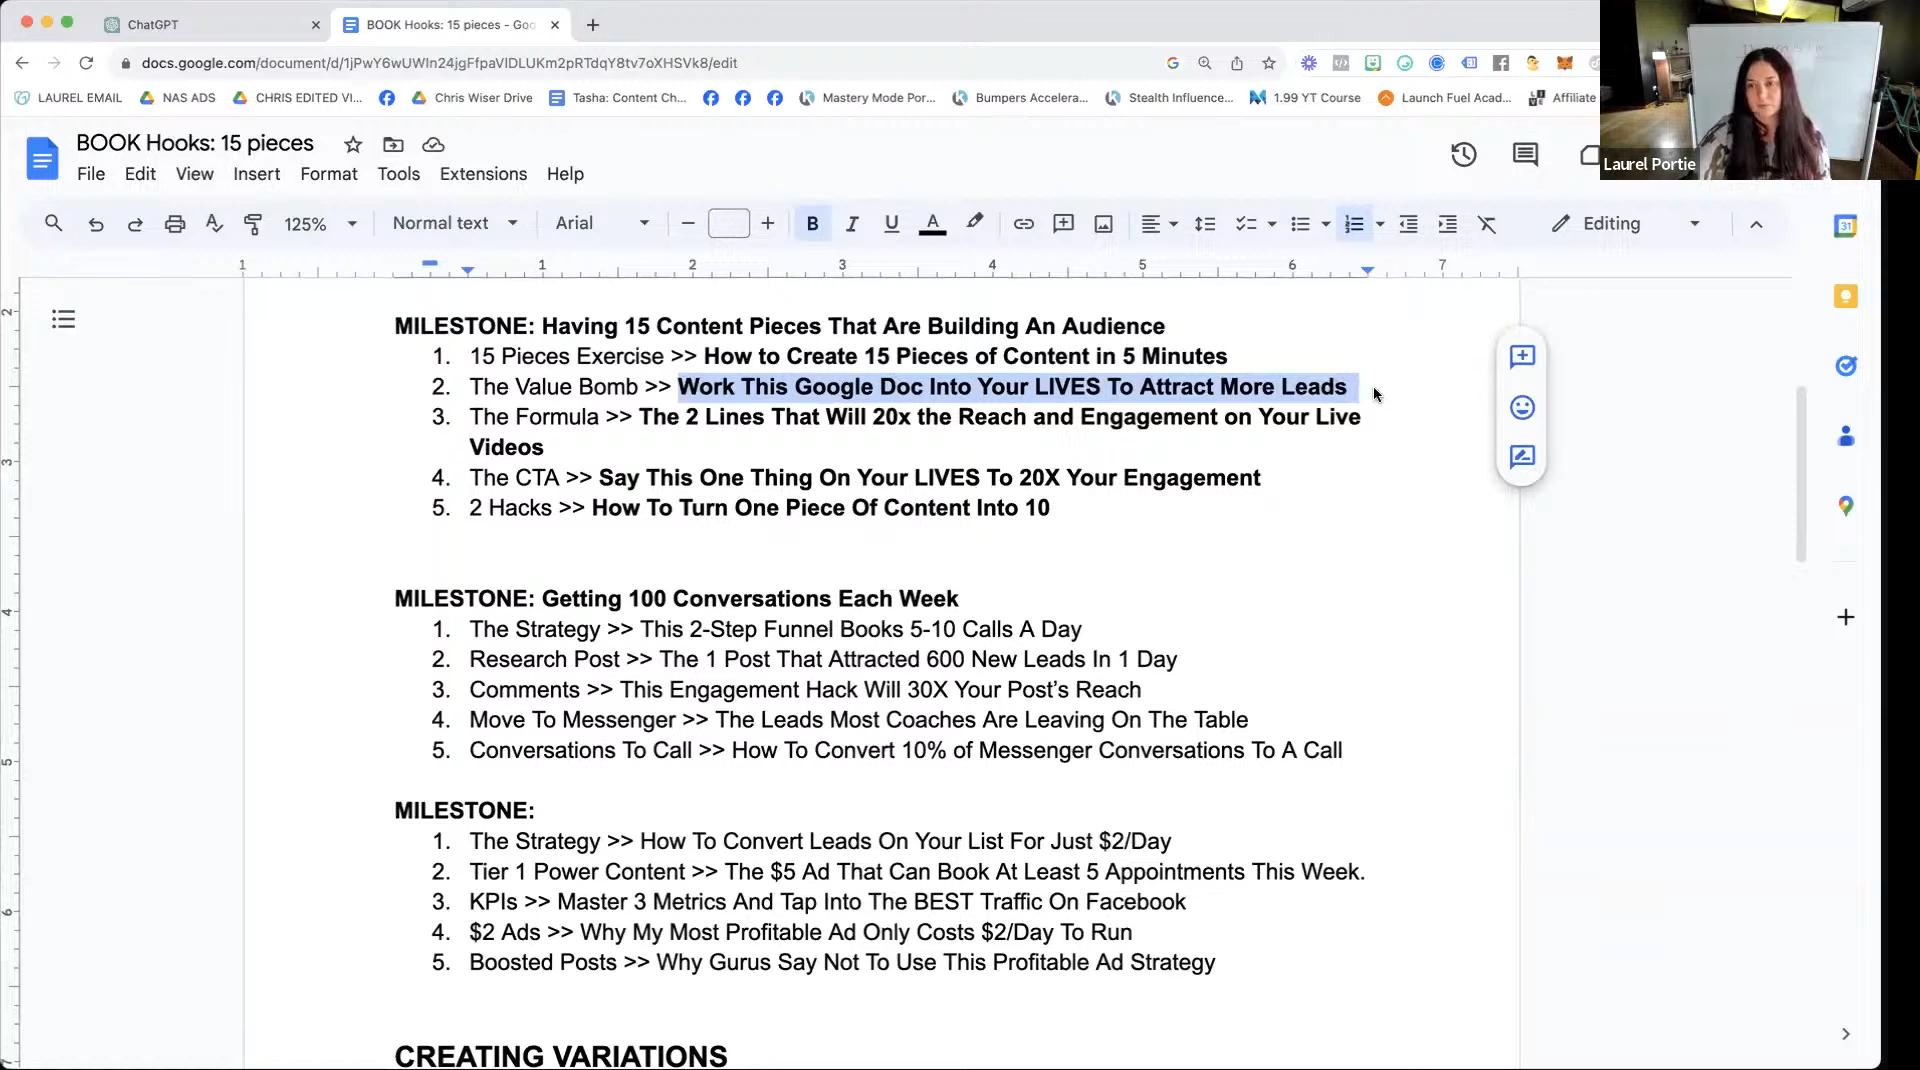 ChatGPT
BOOK Hooks: 15 pieces - Goo
docs.google.com/document/d/1jPwY6wUWIn24jgFfpaVIDLUKm2pRTdqY8tv7oXHSVk8/edit
LAUREL EMAIL NAS ADS CHRIS EDITED VI... Chris Wiser Drive Tasha: Content Ch... Mastery Mode Por... Bumpers Accelera... Stealth Influence... 1.99 YT Course Launch Fuel Acad... Affiliate
Laurel Portie
BOOK Hooks: 15 pieces
File Edit View Insert Format Tools Extensions Help
125% Normal text Arial B I U A Editing
1 1 2 3 4 5 6 7
MILESTONE: Having 15 Content Pieces That Are Building An Audience
1. 15 Pieces Exercise >> How to Create 15 Pieces of Content in 5 Minutes
2. The Value Bomb >> Work This Google Doc Into Your LIVES To Attract More Leads
3. The Formula >> The 2 Lines That Will 20x the Reach and Engagement on Your Live
Videos
4. The CTA >> Say This One Thing On Your LIVES To 20X Your Engagement
5. 2 Hacks >> How To Turn One Piece Of Content Into 10
MILESTONE: Getting 100 Conversations Each Week
1. The Strategy >> This 2-Step Funnel Books 5-10 Calls A Day
2. Research Post >> The 1 Post That Attracted 600 New Leads In 1 Day
3. Comments >> This Engagement Hack Will 30X Your Post’s Reach
4. Move To Messenger >> The Leads Most Coaches Are Leaving On The Table
5. Conversations To Call >> How To Convert 10% of Messenger Conversations To A Call
MILESTONE:
1. The Strategy >> How To Convert Leads On Your List For Just $2/Day
2. Tier 1 Power Content >> The $5 Ad That Can Book At Least 5 Appointments This Week.
3. KPIs >> Master 3 Metrics And Tap Into The BEST Traffic On Facebook
4. $2 Ads >> Why My Most Profitable Ad Only Costs $2/Day To Run
5. Boosted Posts >> Why Gurus Say Not To Use This Profitable Ad Strategy
CREATING VARIATIONS